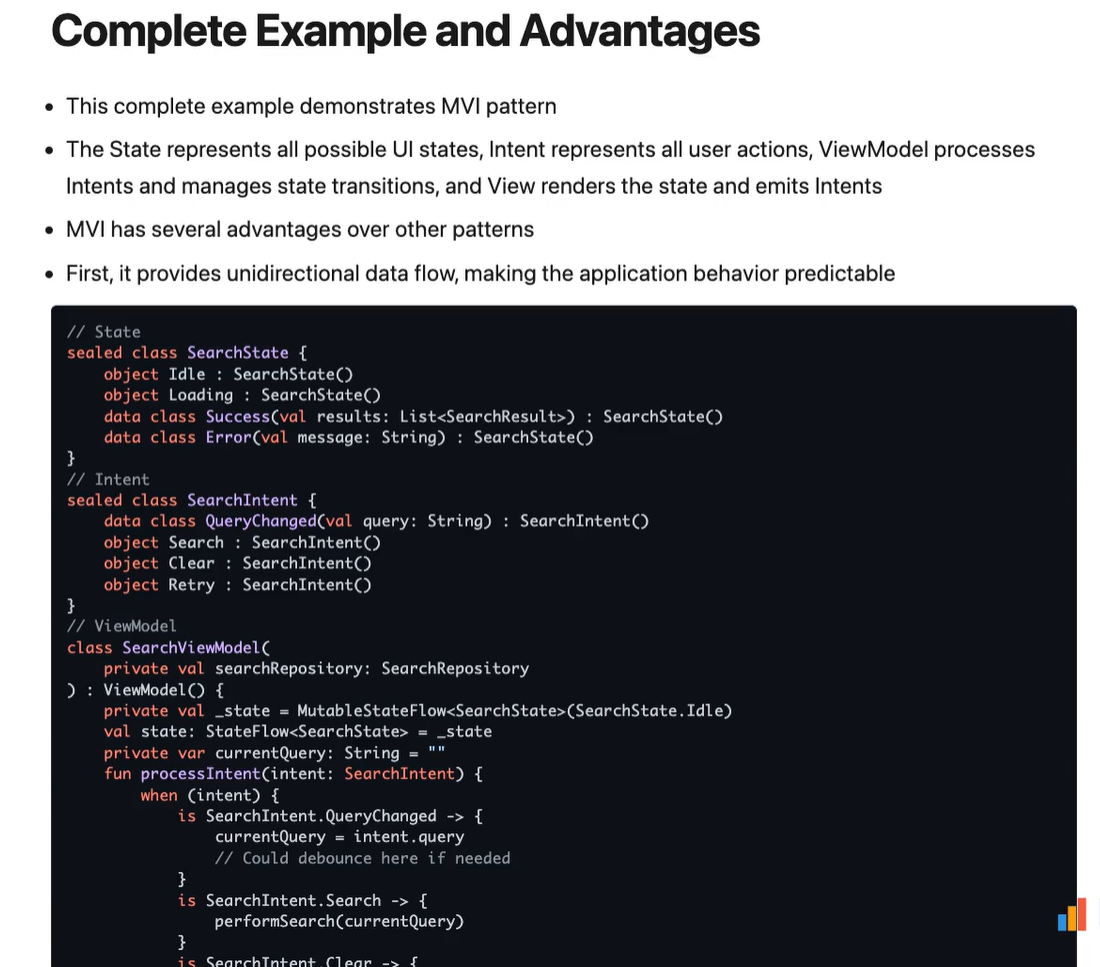 Complete Example and Advantages
• This complete example demonstrates MVI pattern
• The State represents all possible UI states, Intent represents all user actions, ViewModel processes
Intents and manages state transitions, and View renders the state and emits Intents
• MVI has several advantages over other patterns
• First, it provides unidirectional data flow, making the application behavior predictable
// State
sealed class SearchState {
    object Idle : SearchState()
    object Loading : SearchState()
    data class Success(val results: List<SearchResult>) : SearchState()
    data class Error(val message: String) : SearchState()
}
// Intent
sealed class SearchIntent {
    data class QueryChanged(val query: String) : SearchIntent()
    object Search : SearchIntent()
    object Clear : SearchIntent()
    object Retry : SearchIntent()
}
// ViewModel
class SearchViewModel(
    private val searchRepository: SearchRepository
) : ViewModel() {
    private val _state = MutableStateFlow<SearchState>(SearchState.Idle)
    val state: StateFlow<SearchState> = _state
    private var currentQuery: String = ""
    fun processIntent(intent: SearchIntent) {
        when (intent) {
            is SearchIntent.QueryChanged -> {
                currentQuery = intent.query
                // Could debounce here if needed
            }
            is SearchIntent.Search -> {
                performSearch(currentQuery)
            }
            is SearchIntent.Clear -> {